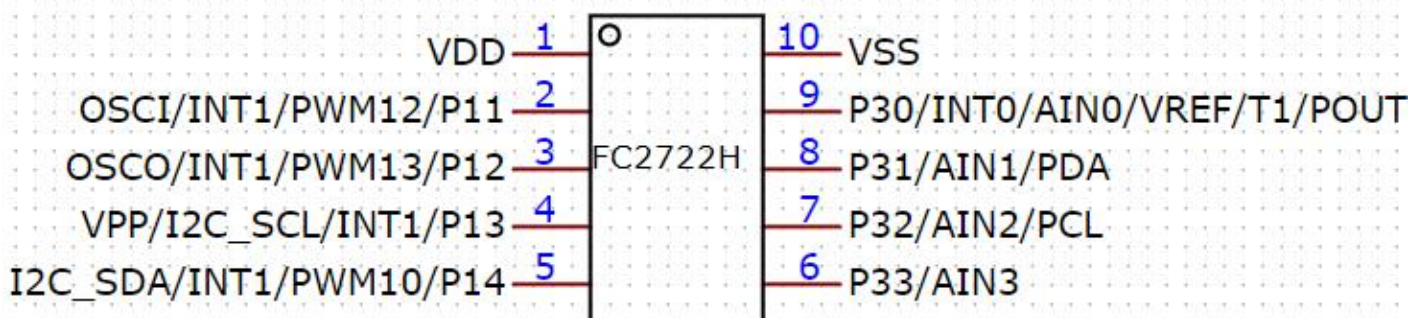 VDD 1 10 VSS
OSCI/INT1/PWM12/P11 2 9 P30/INT0/AIN0/VREF/T1/POUT
OSCO/INT1/PWM13/P12 3 FC2722H 8 P31/AIN1/PDA
VPP/I2C_SCL/INT1/P13 4 7 P32/AIN2/PCL
I2C_SDA/INT1/PWM10/P14 5 6 P33/AIN3